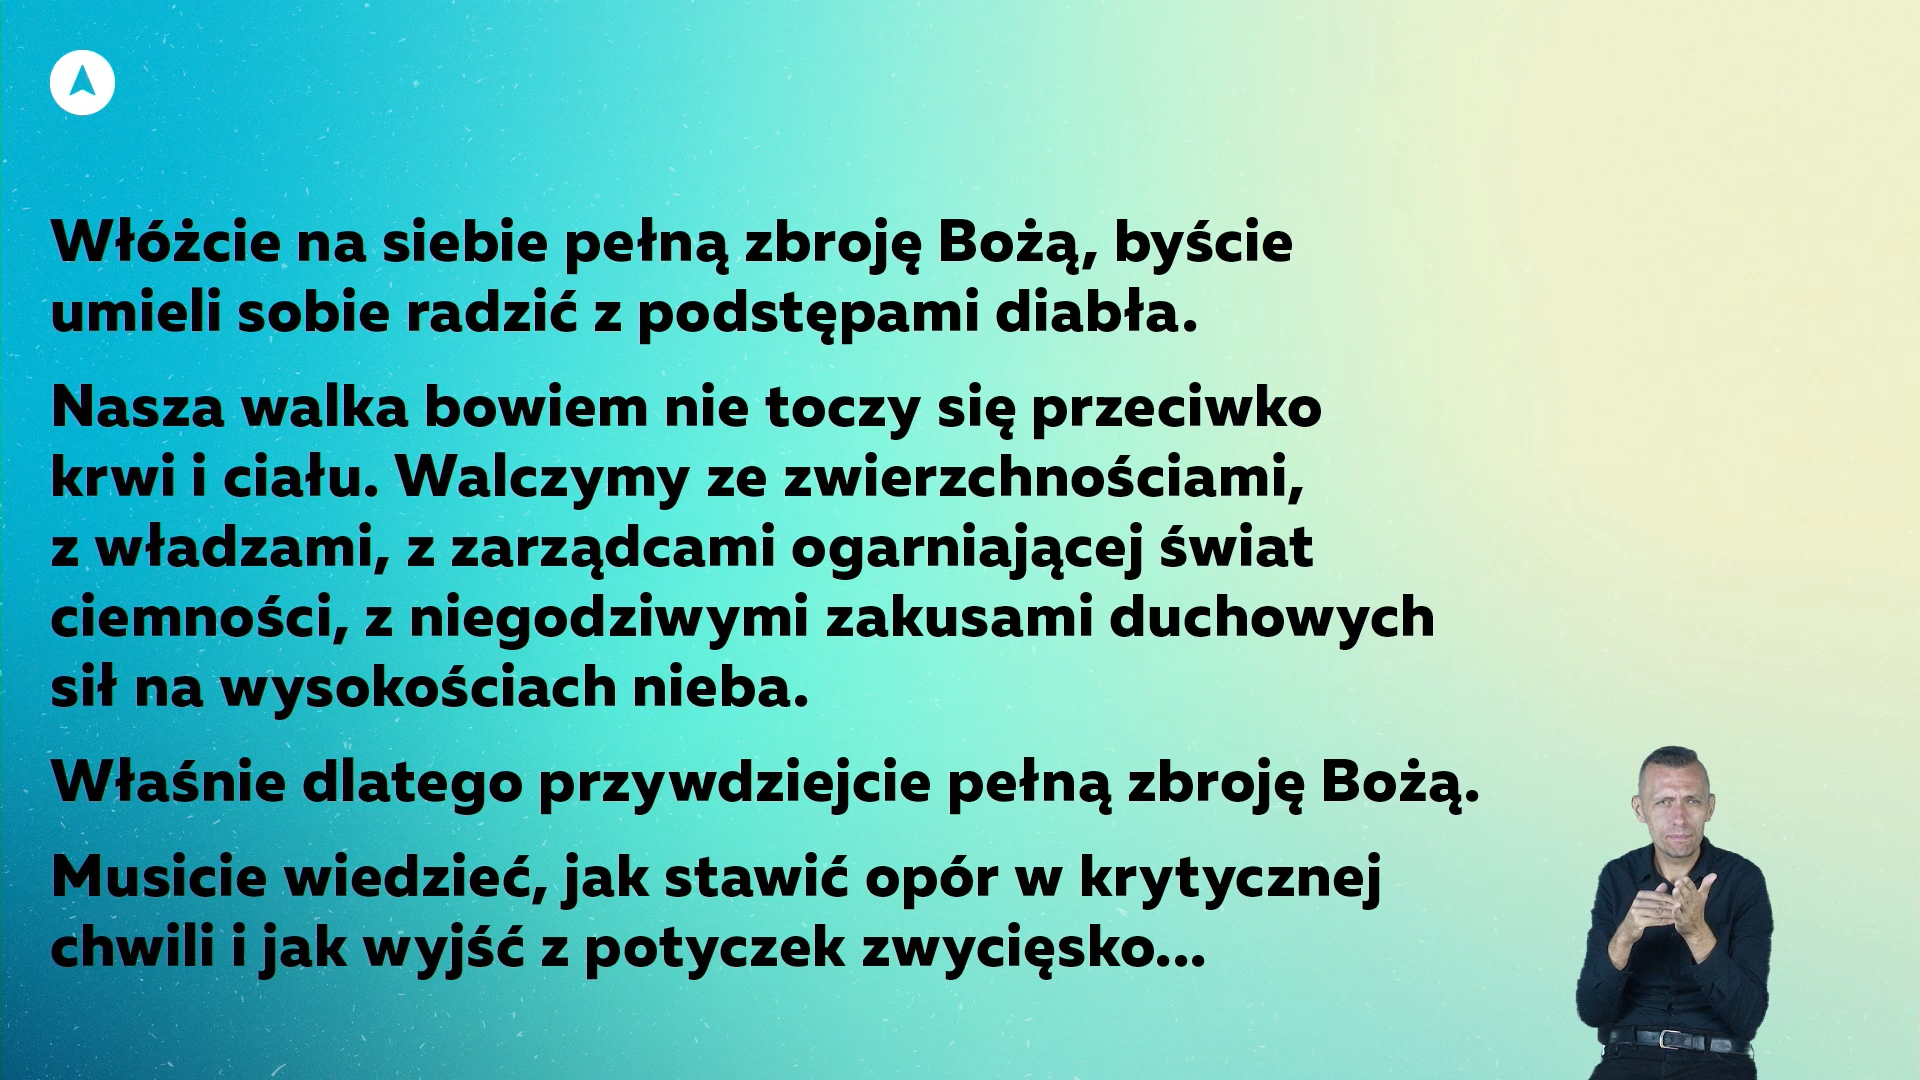 Włóżcie na siebie pełną zbroję Bożą, byście
umieli sobie radzić z podstępami diabła.
Nasza walka bowiem nie toczy się przeciwko
krwi i ciału. Walczymy ze zwierzchnościami,
z władzami, z zarządcami ogarniającej świat
ciemności, z niegodziwymi zakusami duchowych
sił na wysokościach nieba.
Właśnie dlatego przywdziejcie pełną zbroję Bożą.
Musicie wiedzieć, jak stawić opór w krytycznej
chwili i jak wyjść z potyczek zwycięsko...